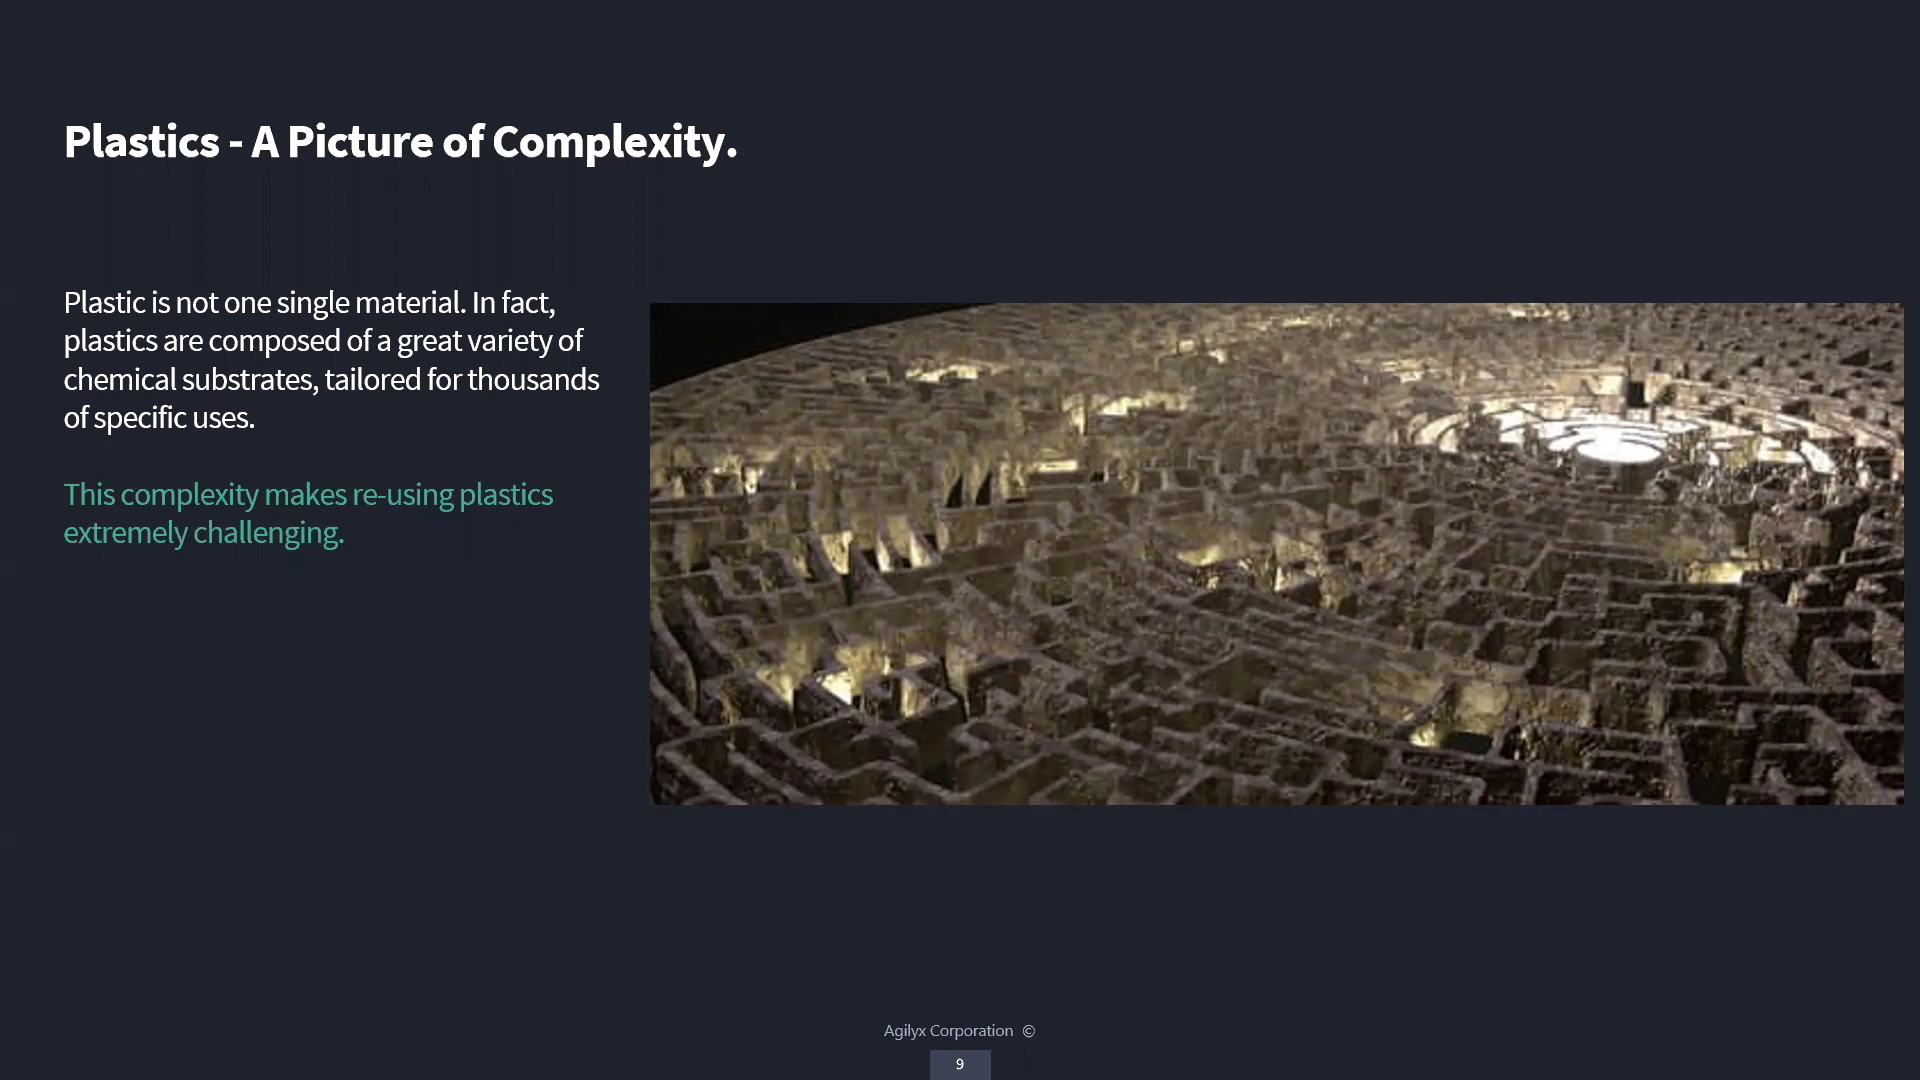 Plastics - A Picture of Complexity.
Plastic is not one single material. In fact,
plastics are composed of a great variety of
chemical substrates, tailored for thousands
of specific uses.
This complexity makes re-using plastics
extremely challenging.
Agilyx Corporation ©
9